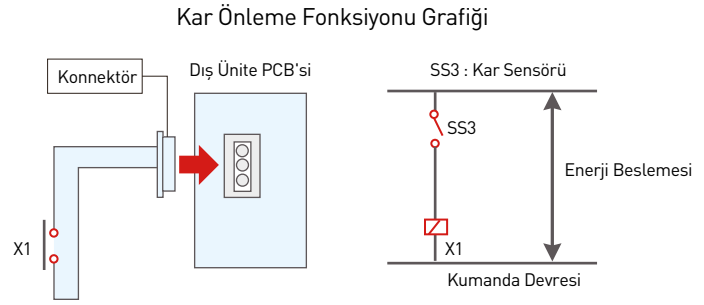 Kar Önleme Fonksiyonu Grafiği
Konnektör
Dış Ünite PCB'si
X1
SS3 : Kar Sensörü
SS3
Enerji Beslemesi
X1
Kumanda Devresi